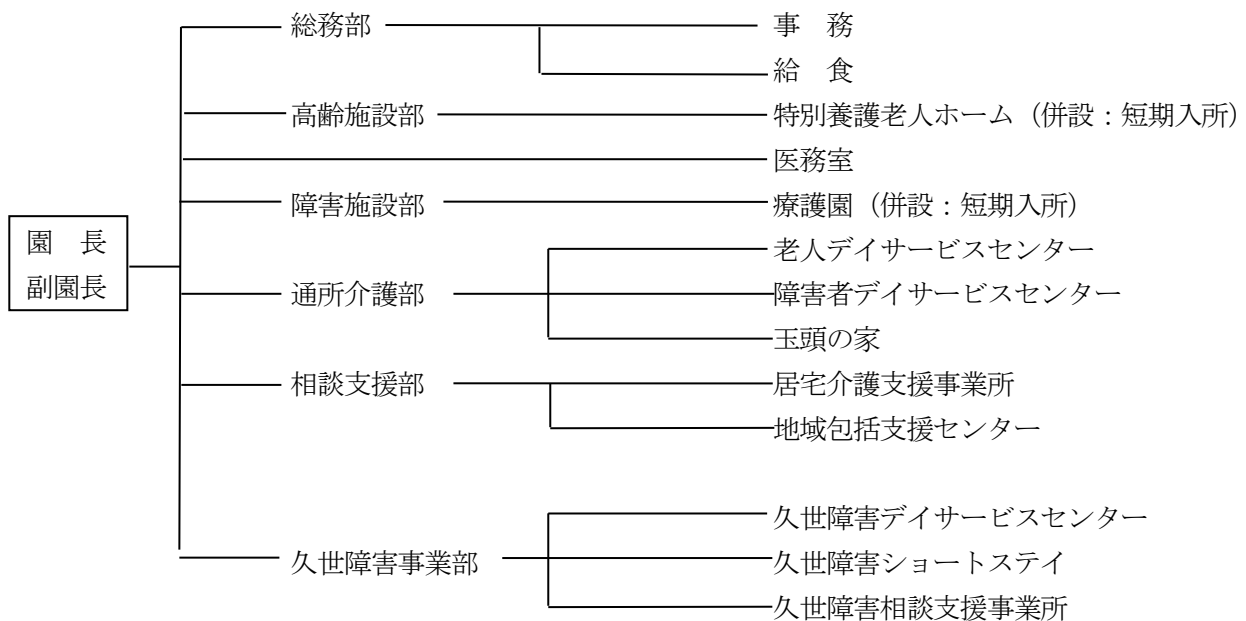 総務部
事　務
給　食
高齢施設部
特別養護老人ホーム（併設：短期入所）
医務室
障害施設部
療護園（併設：短期入所）
園　長
副園長
通所介護部
老人デイサービスセンター
障害者デイサービスセンター
玉頭の家
相談支援部
居宅介護支援事業所
地域包括支援センター
久世障害事業部
久世障害デイサービスセンター
久世障害ショートステイ
久世障害相談支援事業所